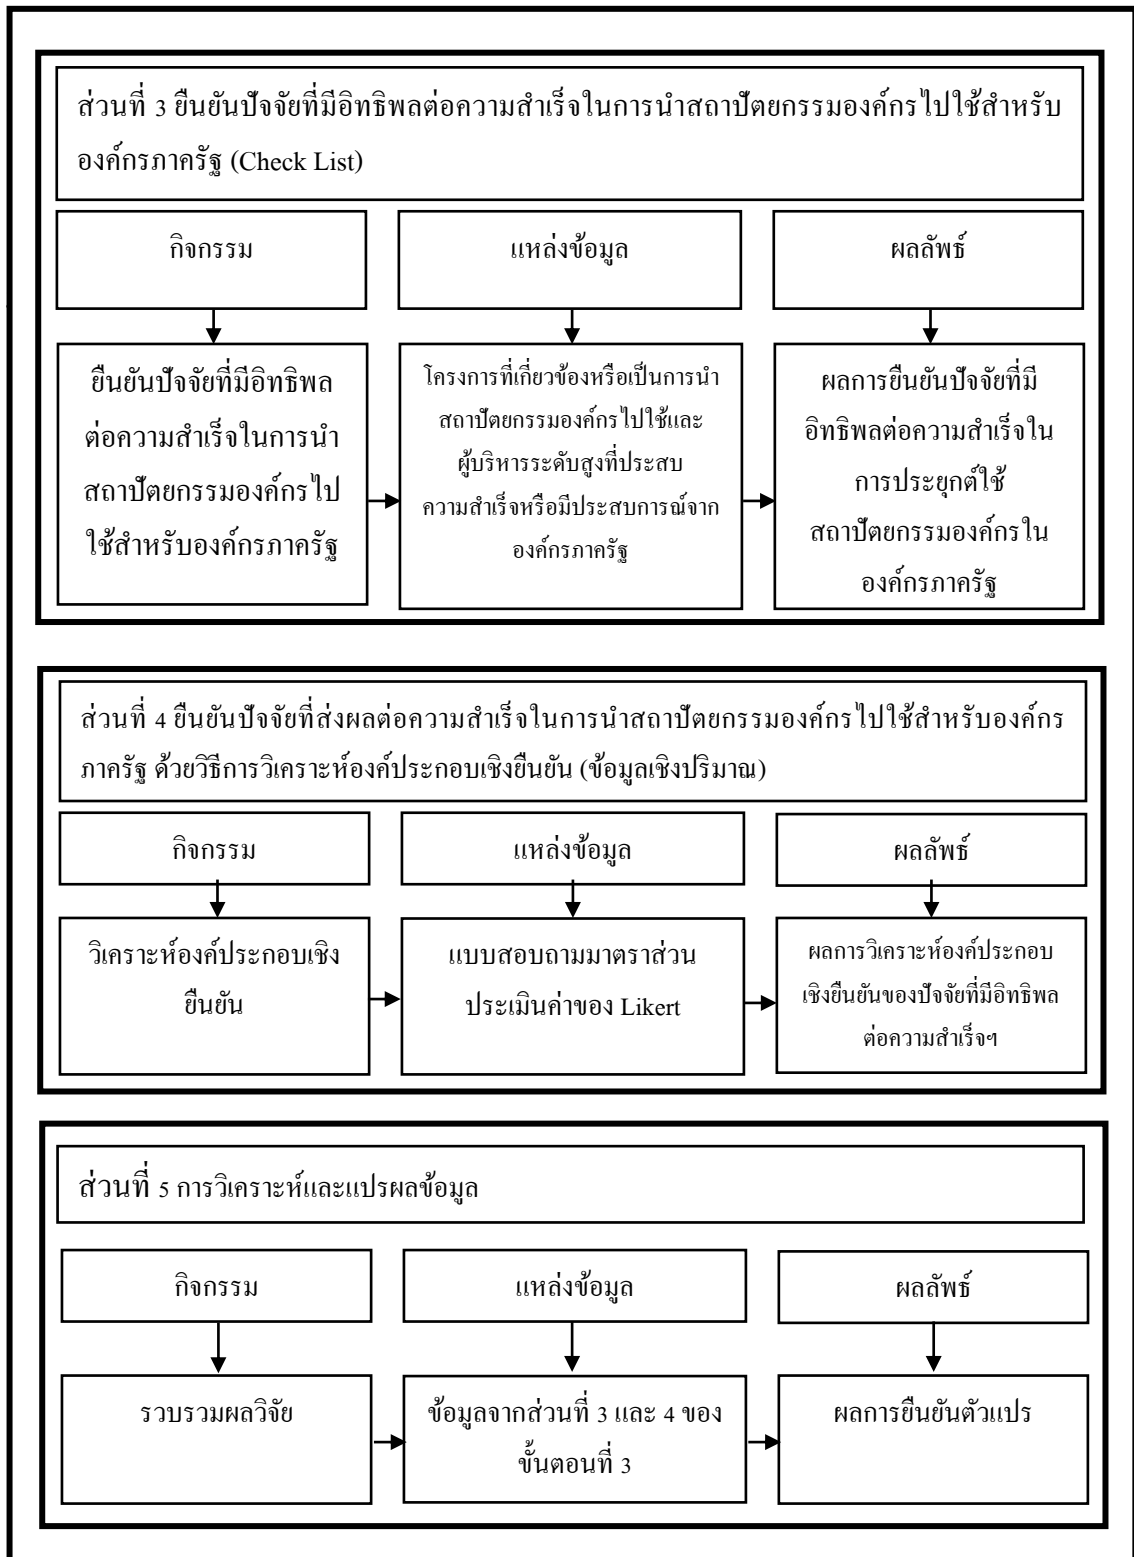 ส่วนที่ 3 ยืนยันปัจจัยที่มีอิทธิพลต่อความสำเร็จในการนำสถาปัตยกรรมองค์กรไปใช้สำหรับ
องค์กรภาครัฐ (Check List)
กิจกรรม
แหล่งข้อมูล
ผลลัพธ์
ยืนยันปัจจัยที่มีอิทธิพล
ต่อความสำเร็จในการนำ
สถาปัตยกรรมองค์กรไป
ใช้สำหรับองค์กรภาครัฐ
โครงการที่เกี่ยวข้องหรือเป็นการนำ
สถาปัตยกรรมองค์กรไปใช้และ
ผู้บริหารระดับสูงที่ประสบ
ความสำเร็จหรือมีประสบการณ์จาก
องค์กรภาครัฐ
ผลการยืนยันปัจจัยที่มี
อิทธิพลต่อความสำเร็จใน
การประยุกต์ใช้
สถาปัตยกรรมองค์กรใน
องค์กรภาครัฐ
ส่วนที่ 4 ยืนยันปัจจัยที่ส่งผลต่อความสำเร็จในการนำสถาปัตยกรรมองค์กรไปใช้สำหรับองค์กร
ภาครัฐ ด้วยวิธีการวิเคราะห์องค์ประกอบเชิงยืนยัน (ข้อมูลเชิงปริมาณ)
กิจกรรม
แหล่งข้อมูล
ผลลัพธ์
วิเคราะห์องค์ประกอบเชิง
ยืนยัน
แบบสอบถามมาตราส่วน
ประเมินค่าของ Likert
ผลการวิเคราะห์องค์ประกอบ
เชิงยืนยันของปัจจัยที่มีอิทธิพล
ต่อความสำเร็จฯ
ส่วนที่ 5 การวิเคราะห์และแปรผลข้อมูล
กิจกรรม
แหล่งข้อมูล
ผลลัพธ์
รวบรวมผลวิจัย
ข้อมูลจากส่วนที่ 3 และ 4 ของ
ขั้นตอนที่ 3
ผลการยืนยันตัวแปร